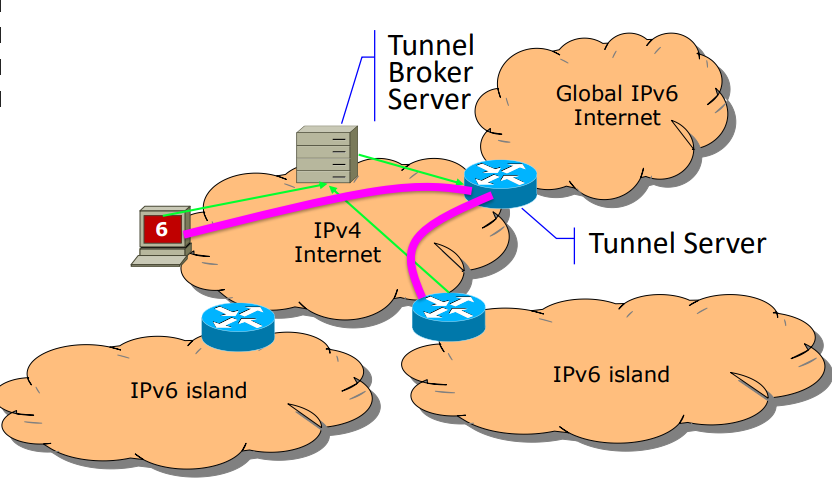 Tunnel
Broker
Server
Global IPv6
Internet
6
IPv4
Internet
Tunnel Server
IPv6 island
IPv6 island